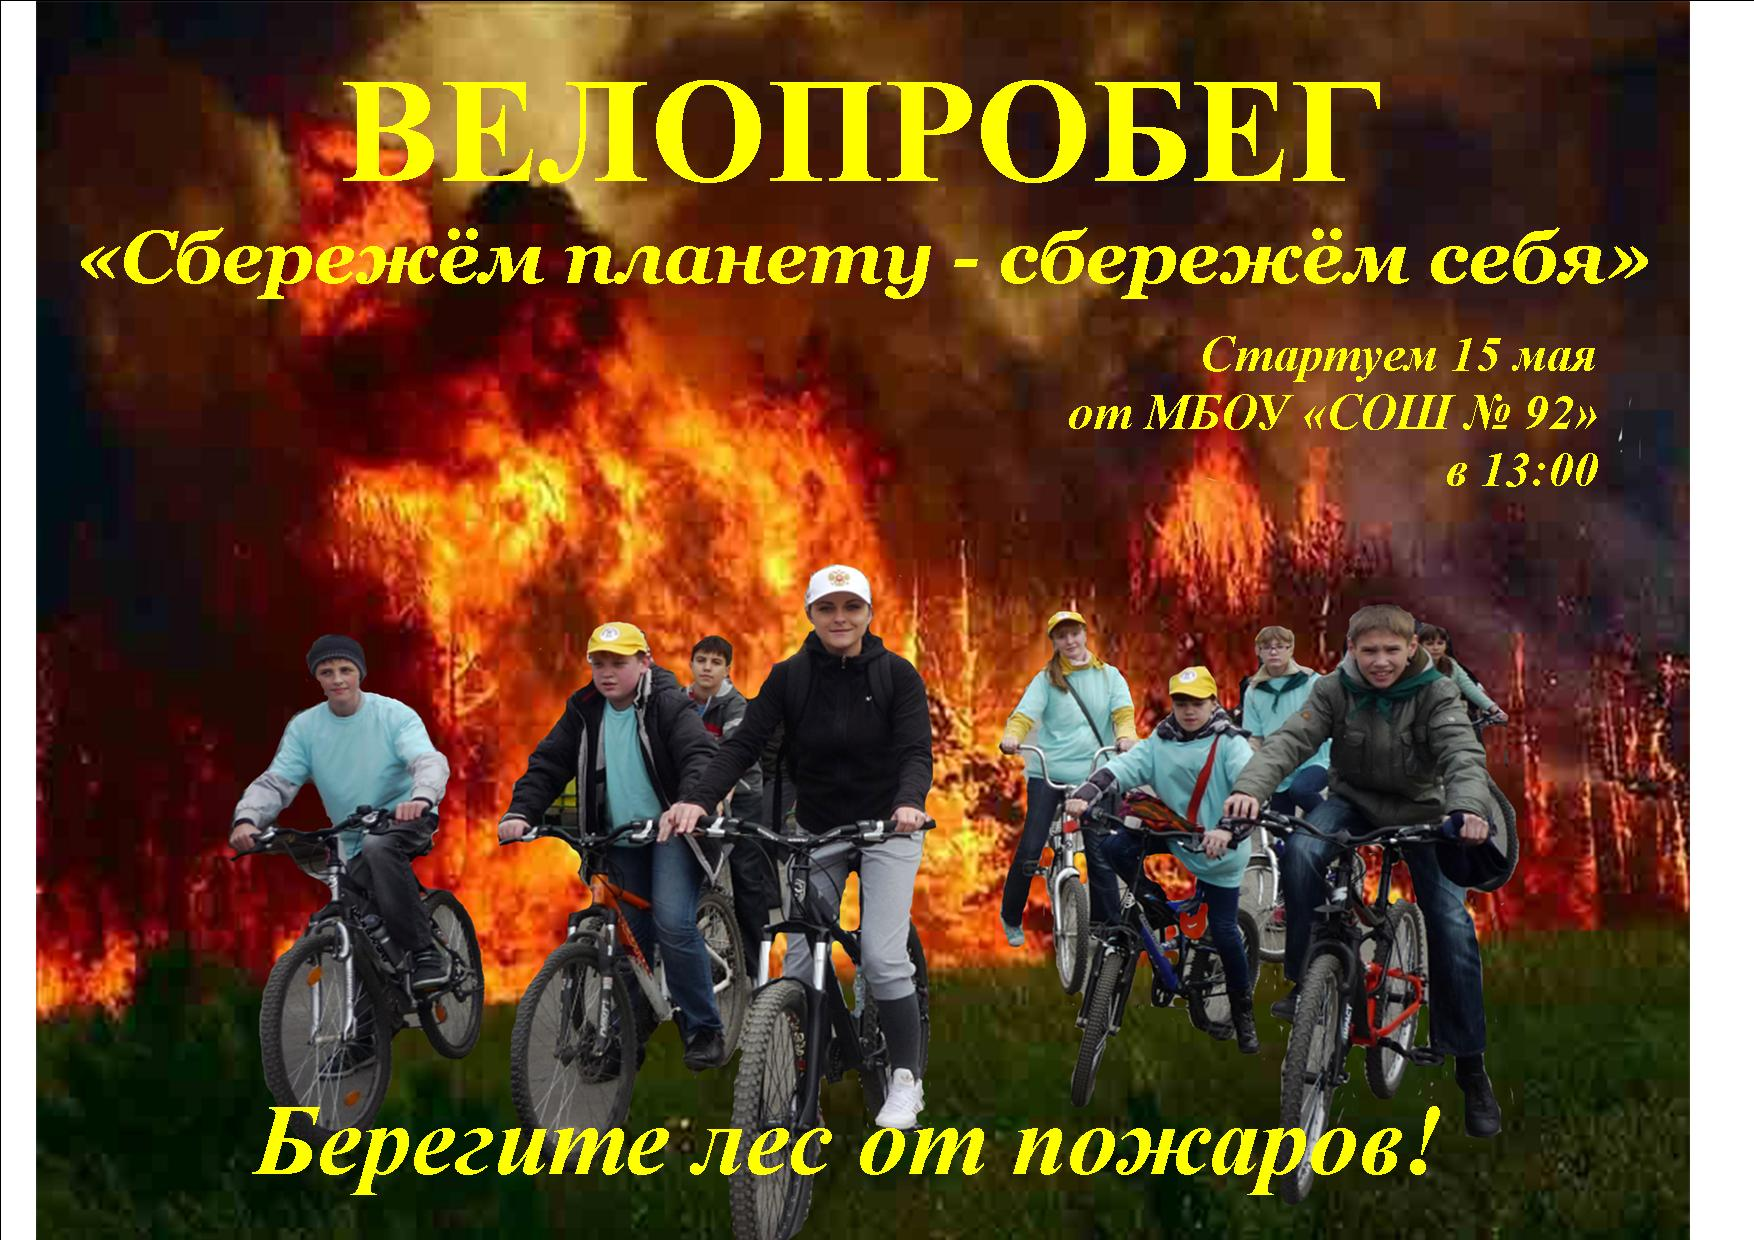 ВЕЛОПРОБЕГ
«Сбережём планету - сбережём себя»
Стартуем 15 мая
от МБОУ «СОШ № 92»
в 13:00
Берегите лес от пожаров!